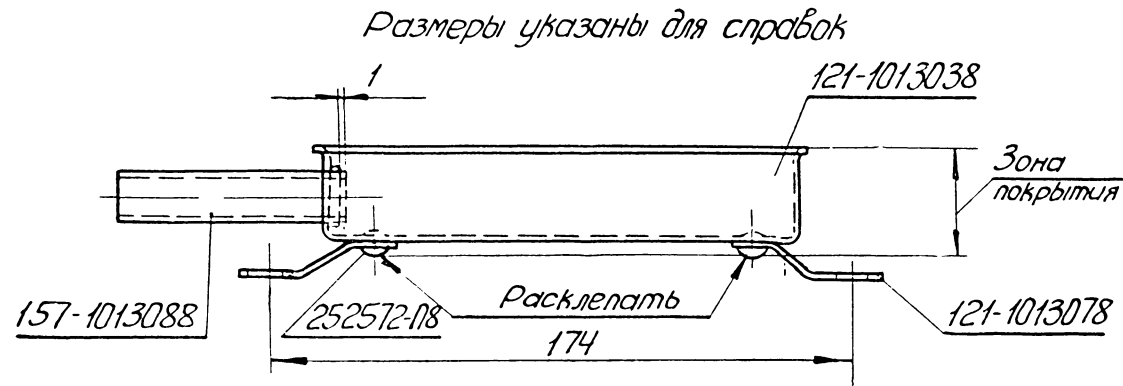 Размеры указаны для справок
1
121-1013038
Зона
покрытия
157-1013088
252572-П8
Расклепать
121-1013078
174